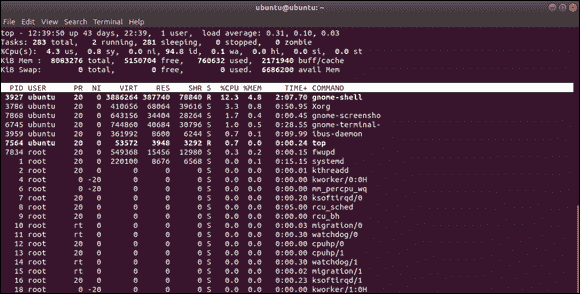 ubuntu@ubuntu: ~
File Edit View Search Terminal Help
top - 12:39:50 up 43 days, 22:39, 1 user, load average: 0.31, 0.10, 0.03
Tasks: 283 total, 2 running, 281 sleeping, 0 stopped, 0 zombie
%Cpu(s): 4.3 us, 0.8 sy, 0.0 ni, 94.8 id, 0.1 wa, 0.0 hi, 0.0 si, 0.0 st
KiB Mem : 8083276 total, 5150704 free, 760632 used, 2171940 buff/cache
KiB Swap: 0 total, 0 free, 0 used. 6686200 avail Mem
PID USER PR NI VIRT RES SHR S %CPU %MEM TIME+ COMMAND
3927 ubuntu 20 0 3886264 387740 78840 R 12.3 4.8 2:07.70 gnome-shell
3786 ubuntu 20 0 410656 68064 39616 S 3.3 0.8 0:50.95 Xorg
7868 ubuntu 20 0 643156 34404 28264 S 1.7 0.4 0:00.45 gnome-screensho
6745 ubuntu 20 0 744860 40684 30796 S 1.0 0.5 0:28.55 gnome-terminal-
3959 ubuntu 20 0 361992 8600 6244 S 0.7 0.1 0:09.99 ibus-daemon
7564 ubuntu 20 0 53572 3948 3292 R 0.7 0.0 0:00.24 top
7834 root 20 0 549368 15456 12980 S 0.3 0.2 0:00.15 fwupd
1 root 20 0 220100 8676 6568 S 0.0 0.1 0:15.15 systemd
2 root 20 0 0 0 0 S 0.0 0.0 0:00.01 kthreadd
4 root 0 -20 0 0 0 S 0.0 0.0 0:00.00 kworker/0:0H
6 root 0 -20 0 0 0 S 0.0 0.0 0:00.00 mm_percpu_wq
7 root 20 0 0 0 0 S 0.0 0.0 0:00.20 ksoftirqd/0
8 root 20 0 0 0 0 S 0.0 0.0 0:05.00 rcu_sched
9 root 20 0 0 0 0 S 0.0 0.0 0:00.00 rcu_bh
10 root rt 0 0 0 0 S 0.0 0.0 0:00.03 migration/0
11 root rt 0 0 0 0 S 0.0 0.0 0:00.30 watchdog/0
12 root 20 0 0 0 0 S 0.0 0.0 0:00.00 cpuhp/0
13 root 20 0 0 0 0 S 0.0 0.0 0:00.00 cpuhp/1
14 root rt 0 0 0 0 S 0.0 0.0 0:00.30 watchdog/1
15 root rt 0 0 0 0 S 0.0 0.0 0:00.02 migration/1
16 root 20 0 0 0 0 S 0.0 0.0 0:00.23 ksoftirqd/1
18 root 0 -20 0 0 0 S 0.0 0.0 0:00.00 kworker/1:0H